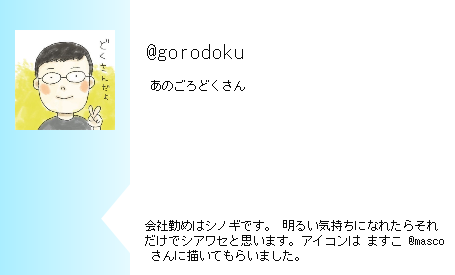 どくさんだよ
@gorodoku
あのごろどくさん
会社勤めはシノギです。 明るい気持ちになれたらそれ
だけでシアワセと思います。アイコンは ますこ @masco
さんに描いてもらいました。